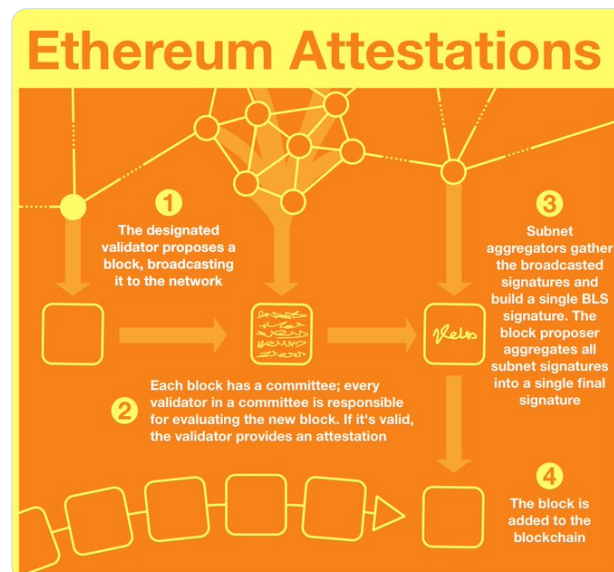 Ethereum Attestations
1
The designated
validator proposes a
block, broadcasting
it to the network
2
Each block has a committee; every
validator in a committee is responsible
for evaluating the new block. If it's valid,
the validator provides an attestation
3
Subnet
aggregators gather
the broadcasted
signatures and
build a single BLS
signature. The
block proposer
aggregates all
subnet signatures
into a single final
signature
4
The block is
added to the
blockchain